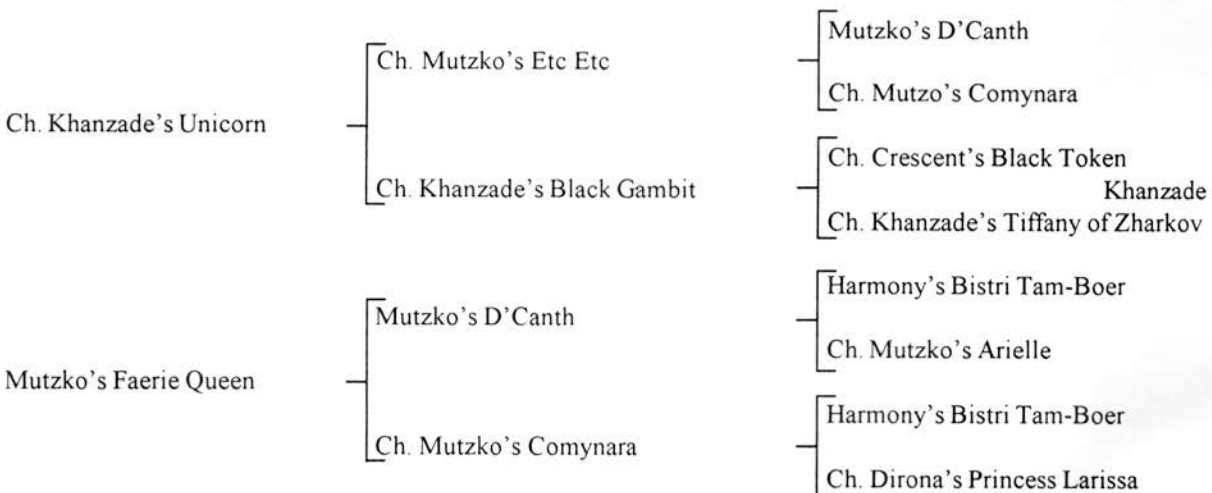 Mutzko's D'Canth
Ch. Mutzko's Etc Etc
Ch. Mutzo's Comynara
Ch. Khanzade's Unicorn
Ch. Crescent's Black Token
Ch. Khanzade's Black Gambit
Khanzade
Ch. Khanzade's Tiffany of Zharkov
Harmony's Bistri Tam-Boer
Mutzko's D'Canth
Ch. Mutzko's Arielle
Mutzko's Faerie Queen
Harmony's Bistri Tam-Boer
Ch. Mutzko's Comynara
Ch. Dirona's Princess Larissa